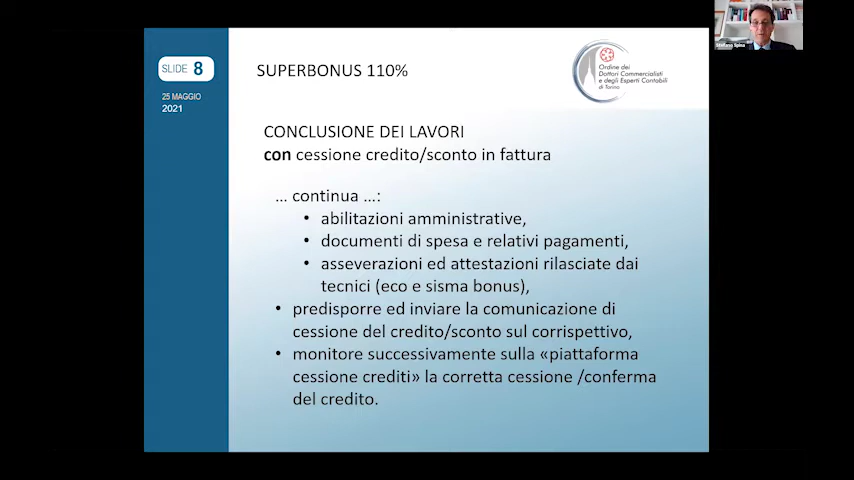 Stefano Spina
SLIDE 8
25 MAGGIO
2021
SUPERBONUS 110%
Ordine dei
Dottori Commercialisti
e degli Esperti Contabili
di Torino
CONCLUSIONE DEI LAVORI
con cessione credito/sconto in fattura
... continua ...:
• abilitazioni amministrative,
• documenti di spesa e relativi pagamenti,
• asseverazioni ed attestazioni rilasciate dai
tecnici (eco e sisma bonus),
• predisporre ed inviare la comunicazione di
cessione del credito/sconto sul corrispettivo,
• monitore successivamente sulla «piattaforma
cessione crediti» la corretta cessione /conferma
del credito.